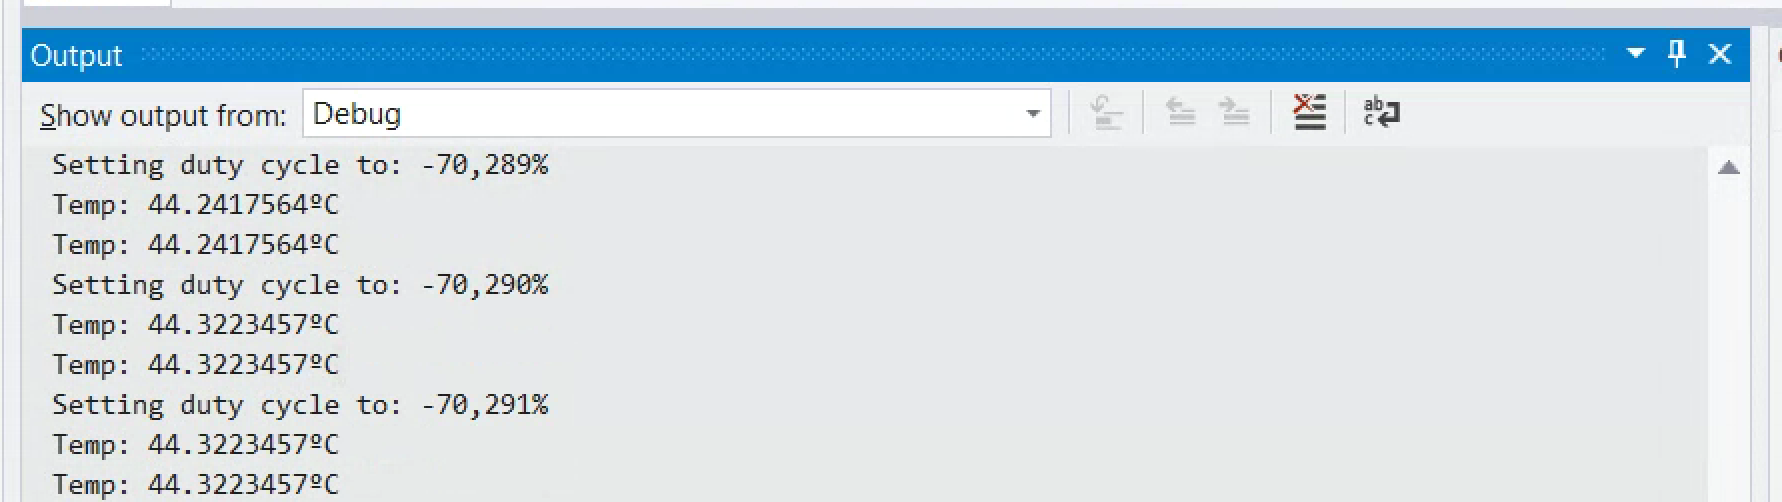 Output
Show output from: Debug
Setting duty cycle to: -70,289%
Temp: 44.2417564ºC
Temp: 44.2417564ºC
Setting duty cycle to: -70,290%
Temp: 44.3223457ºC
Temp: 44.3223457ºC
Setting duty cycle to: -70,291%
Temp: 44.3223457ºC
Temp: 44.3223457ºC